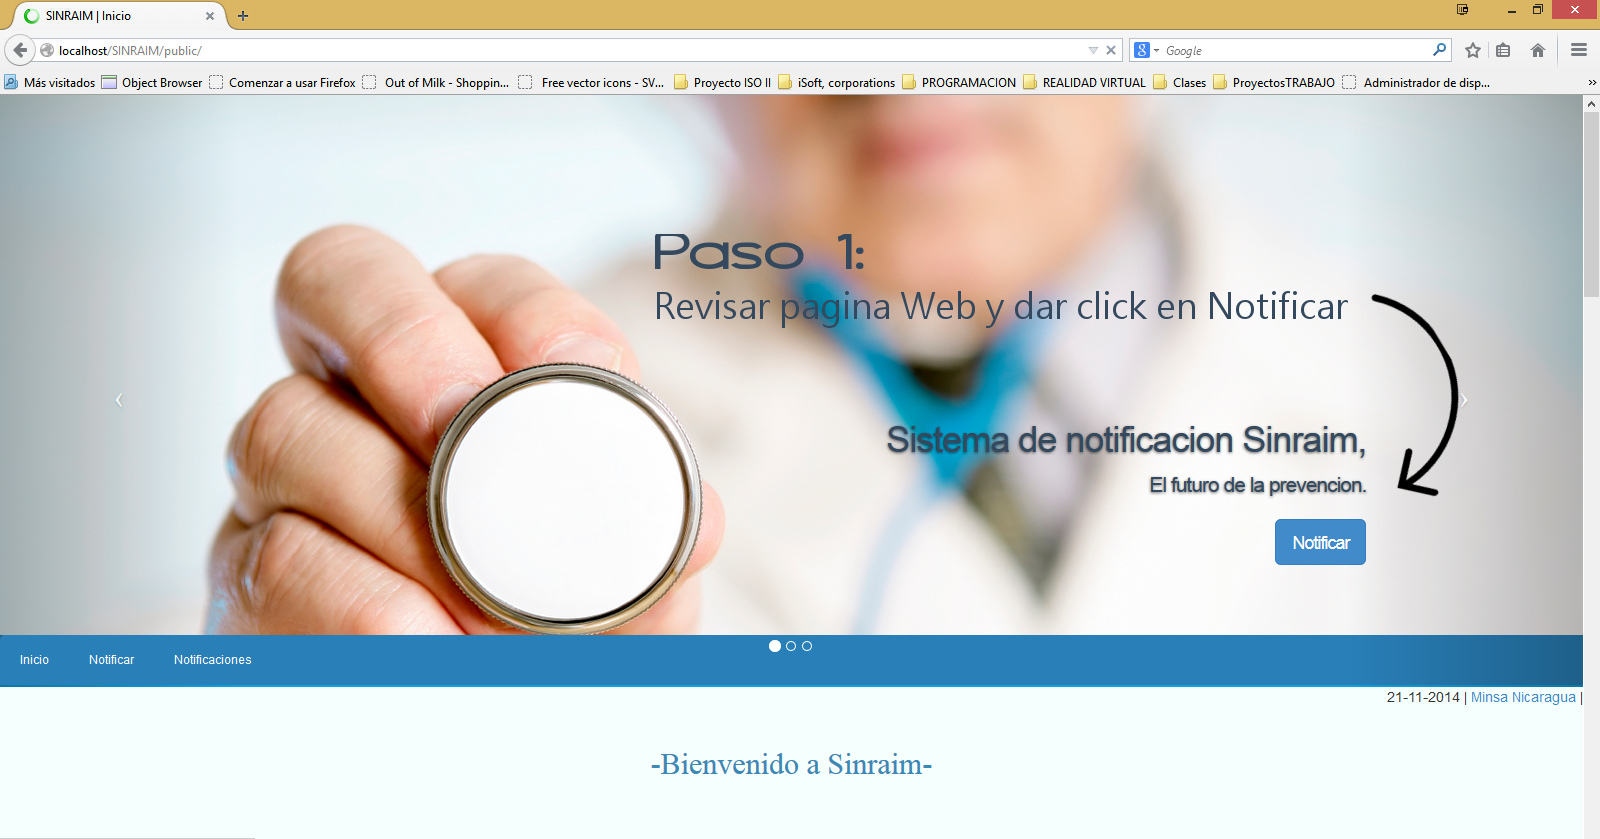 SINRAIM | Inicio
localhost/SINRAIM/public/
Google
Más visitados Object Browser Comenzar a usar Firefox Out of Milk - Shoppin... Free vector icons - SV... Proyecto ISO II iSoft, corporations PROGRAMACION REALIDAD VIRTUAL Clases ProyectosTRABAJO Administrador de disp...
Paso 1:
Revisar pagina Web y dar click en Notificar
Sistema de notificacion Sinraim,
El futuro de la prevencion.
Notificar
Inicio Notificar Notificaciones
21-11-2014 | Minsa Nicaragua |
-Bienvenido a Sinraim-